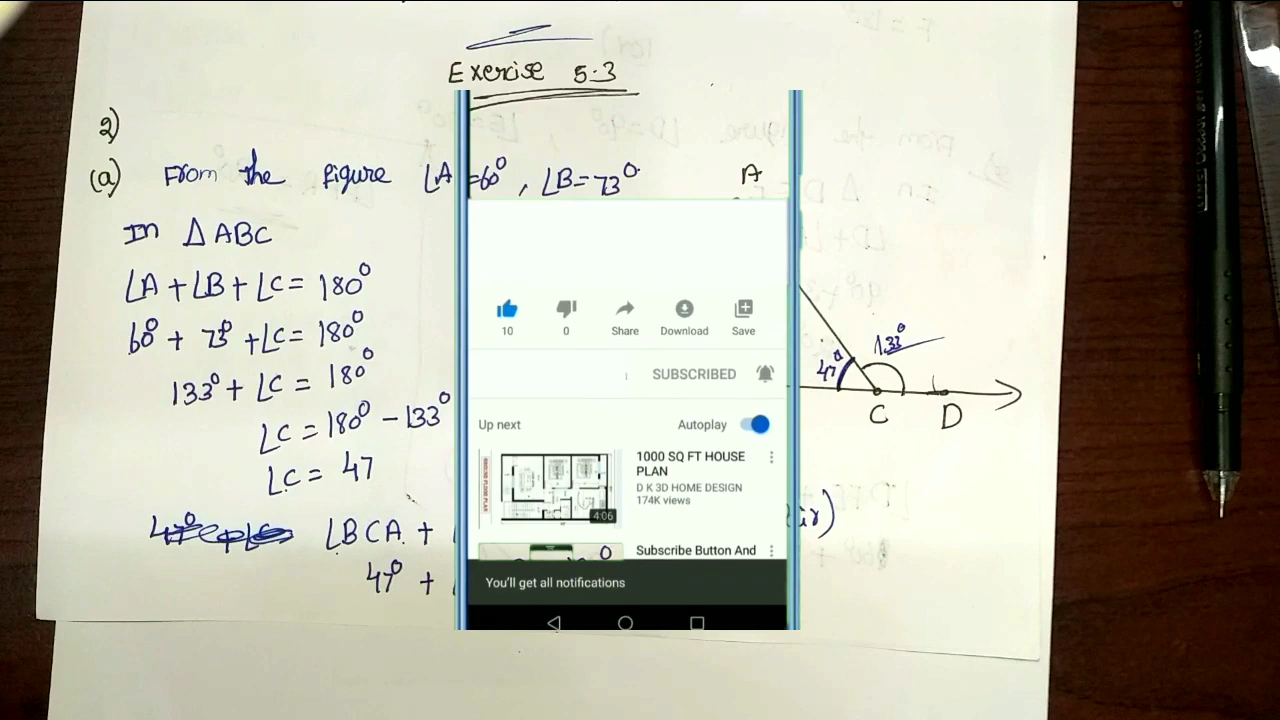 Exercise 5.3
2)
(a) From the figure ∠A =60°, ∠B=73°
In △ABC
∠A + ∠B + ∠C = 180°
60° + 73° + ∠C = 180°
133° + ∠C = 180°
∠C = 180° - 133°
∠C = 47
∠BCA +
47° +
A
47°
133°
C D
10 0 Share Download Save
SUBSCRIBED
Up next Autoplay
1000 SQ FT HOUSE
PLAN
D K 3D HOME DESIGN
174K views
4:06
Subscribe Button And
You'll get all notifications